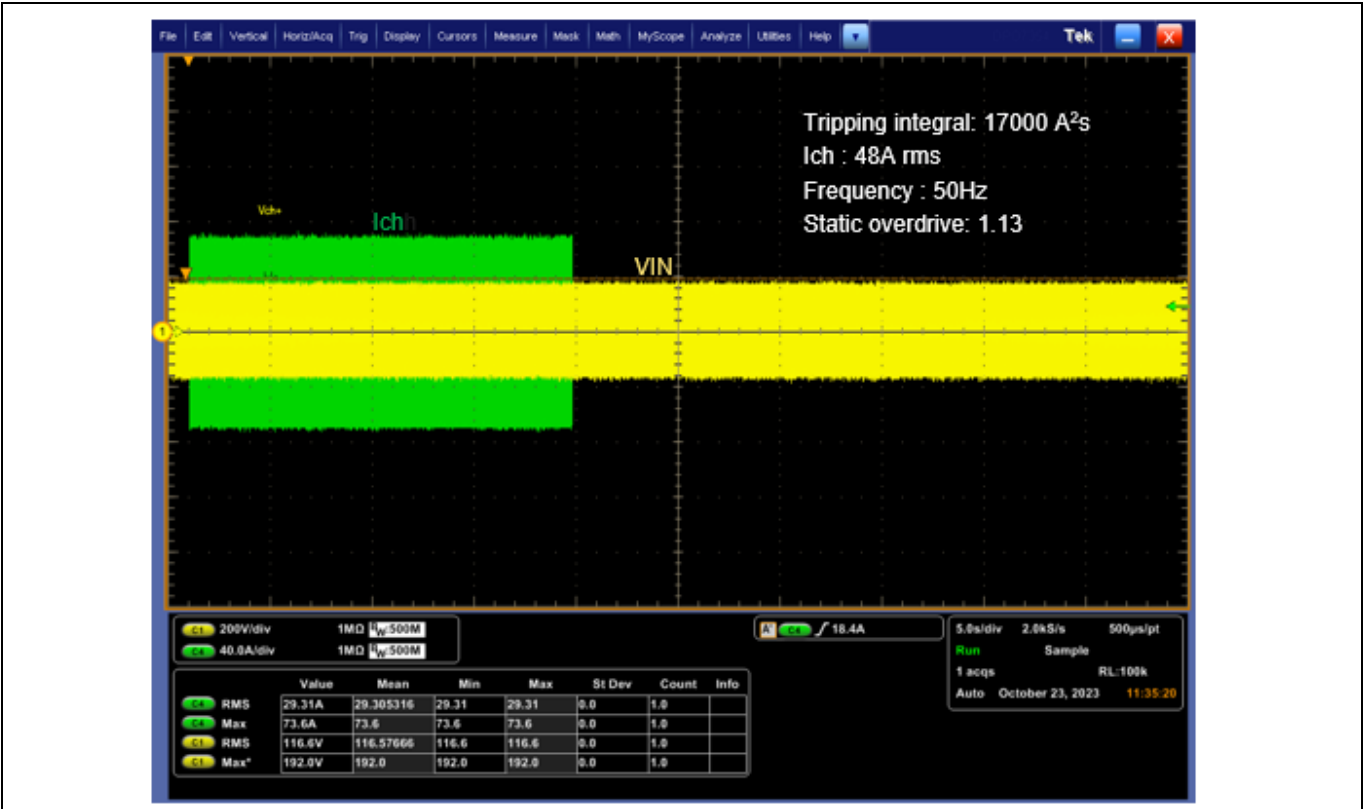 File Edit Vertical Horiz/Acq Trig Display Cursors Measure Mask Math MyScope Analyze Utilities Help Tek X
Tripping integral: 17000 A²s
Ich : 48A rms
Frequency : 50Hz
Static overdrive: 1.13
Vch+
Ich
VIN
1
C1 200V/div 1MΩ BW:500M
C4 40.0A/div 1MΩ BW:500M
A' C4 / 18.4A
5.0s/div 2.0kS/s 500µs/pt
Run Sample
1 acqs RL:100k
Auto October 23, 2023 11:35:20
Value Mean Min Max St Dev Count Info
C4 RMS 29.31A 29.305316 29.31 29.31 0.0 1.0
C4 Max 73.6A 73.6 73.6 73.6 0.0 1.0
C1 RMS 116.6V 116.57666 116.6 116.6 0.0 1.0
C1 Max* 192.0V 192.0 192.0 192.0 0.0 1.0